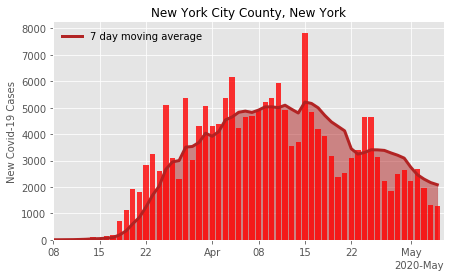 New York City County, New York
7 day moving average
New Covid-19 Cases
8000
7000
6000
5000
4000
3000
2000
1000
0
08
15
22
Apr
08
15
22
May
2020-May